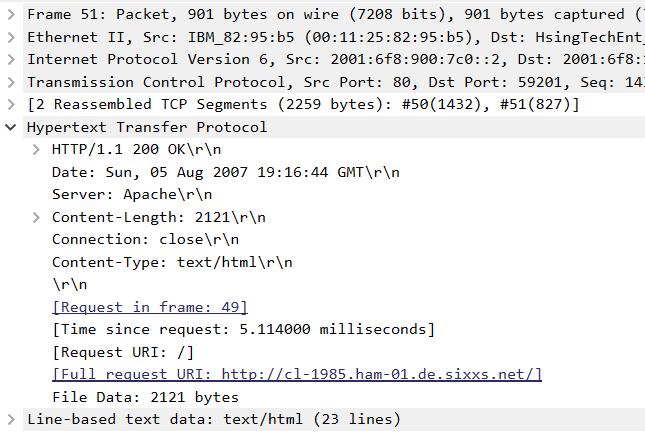 Frame 51: Packet, 901 bytes on wire (7208 bits), 901 bytes captured (
Ethernet II, Src: IBM_82:95:b5 (00:11:25:82:95:b5), Dst: HsingTechEnt_
Internet Protocol Version 6, Src: 2001:6f8:900:7c0::2, Dst: 2001:6f8:
Transmission Control Protocol, Src Port: 80, Dst Port: 59201, Seq: 14
[2 Reassembled TCP Segments (2259 bytes): #50(1432), #51(827)]
Hypertext Transfer Protocol
HTTP/1.1 200 OK\r\n
Date: Sun, 05 Aug 2007 19:16:44 GMT\r\n
Server: Apache\r\n
Content-Length: 2121\r\n
Connection: close\r\n
Content-Type: text/html\r\n
\r\n
[Request in frame: 49]
[Time since request: 5.114000 milliseconds]
[Request URI: /]
[Full request URI: http://cl-1985.ham-01.de.sixxs.net/]
File Data: 2121 bytes
Line-based text data: text/html (23 lines)